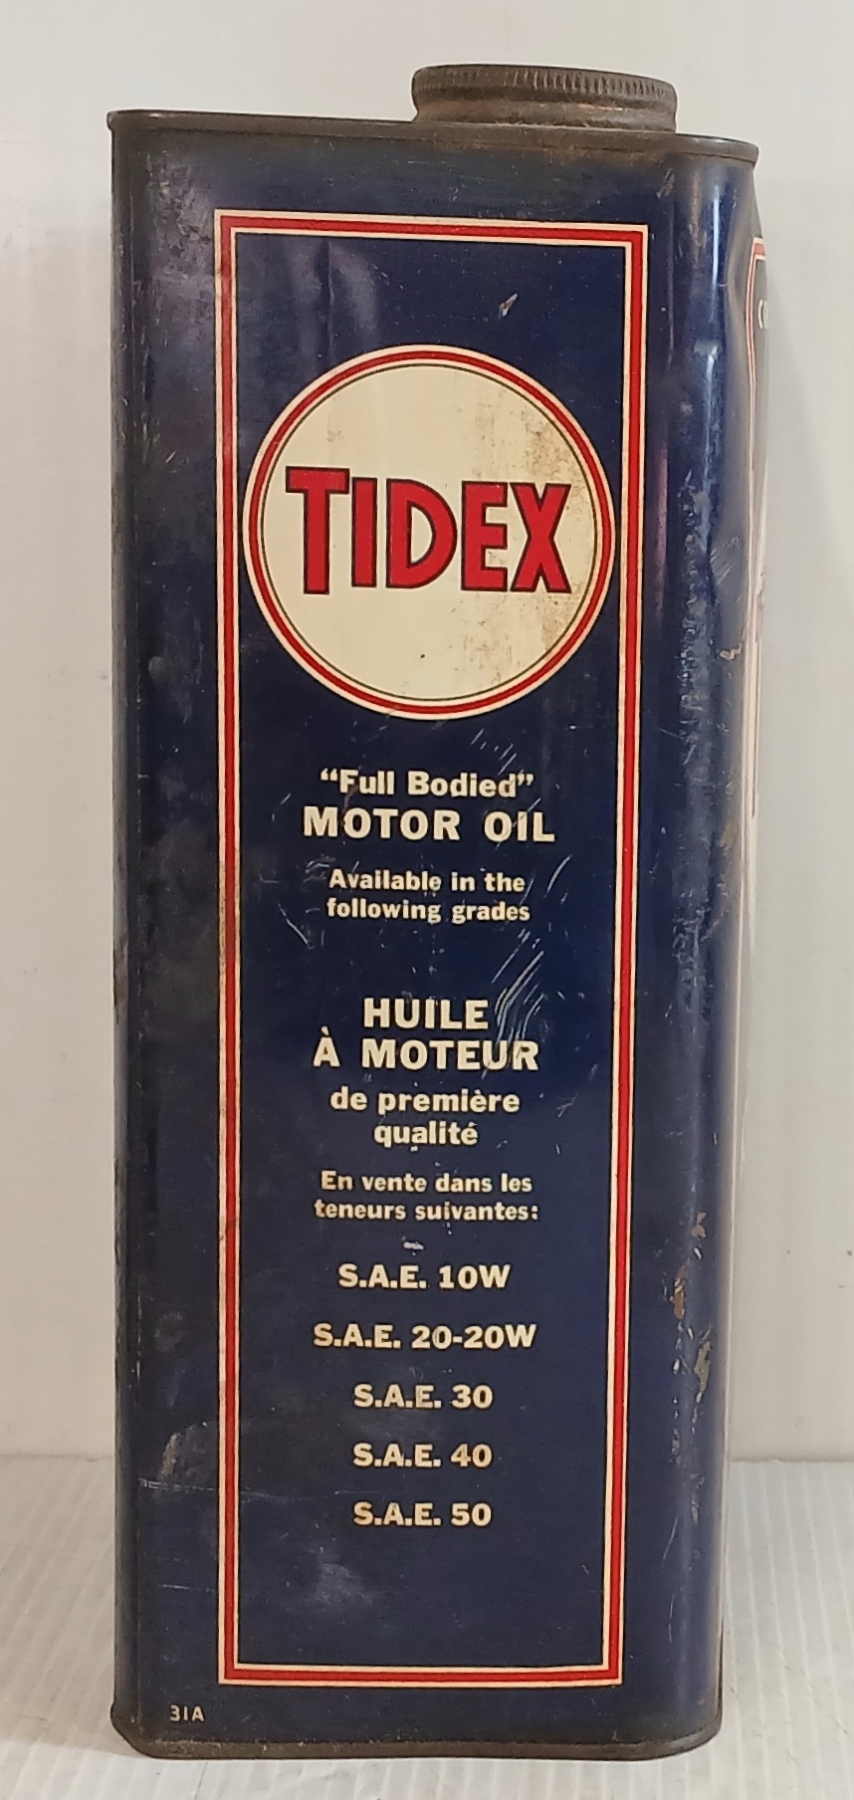 TIDEX
“Full Bodied”
MOTOR OIL
Available in the
following grades
HUILE
À MOTEUR
de première
qualité
En vente dans les
teneurs suivantes:
S.A.E. 10W
S.A.E. 20-20W
S.A.E. 30
S.A.E. 40
S.A.E. 50
31A